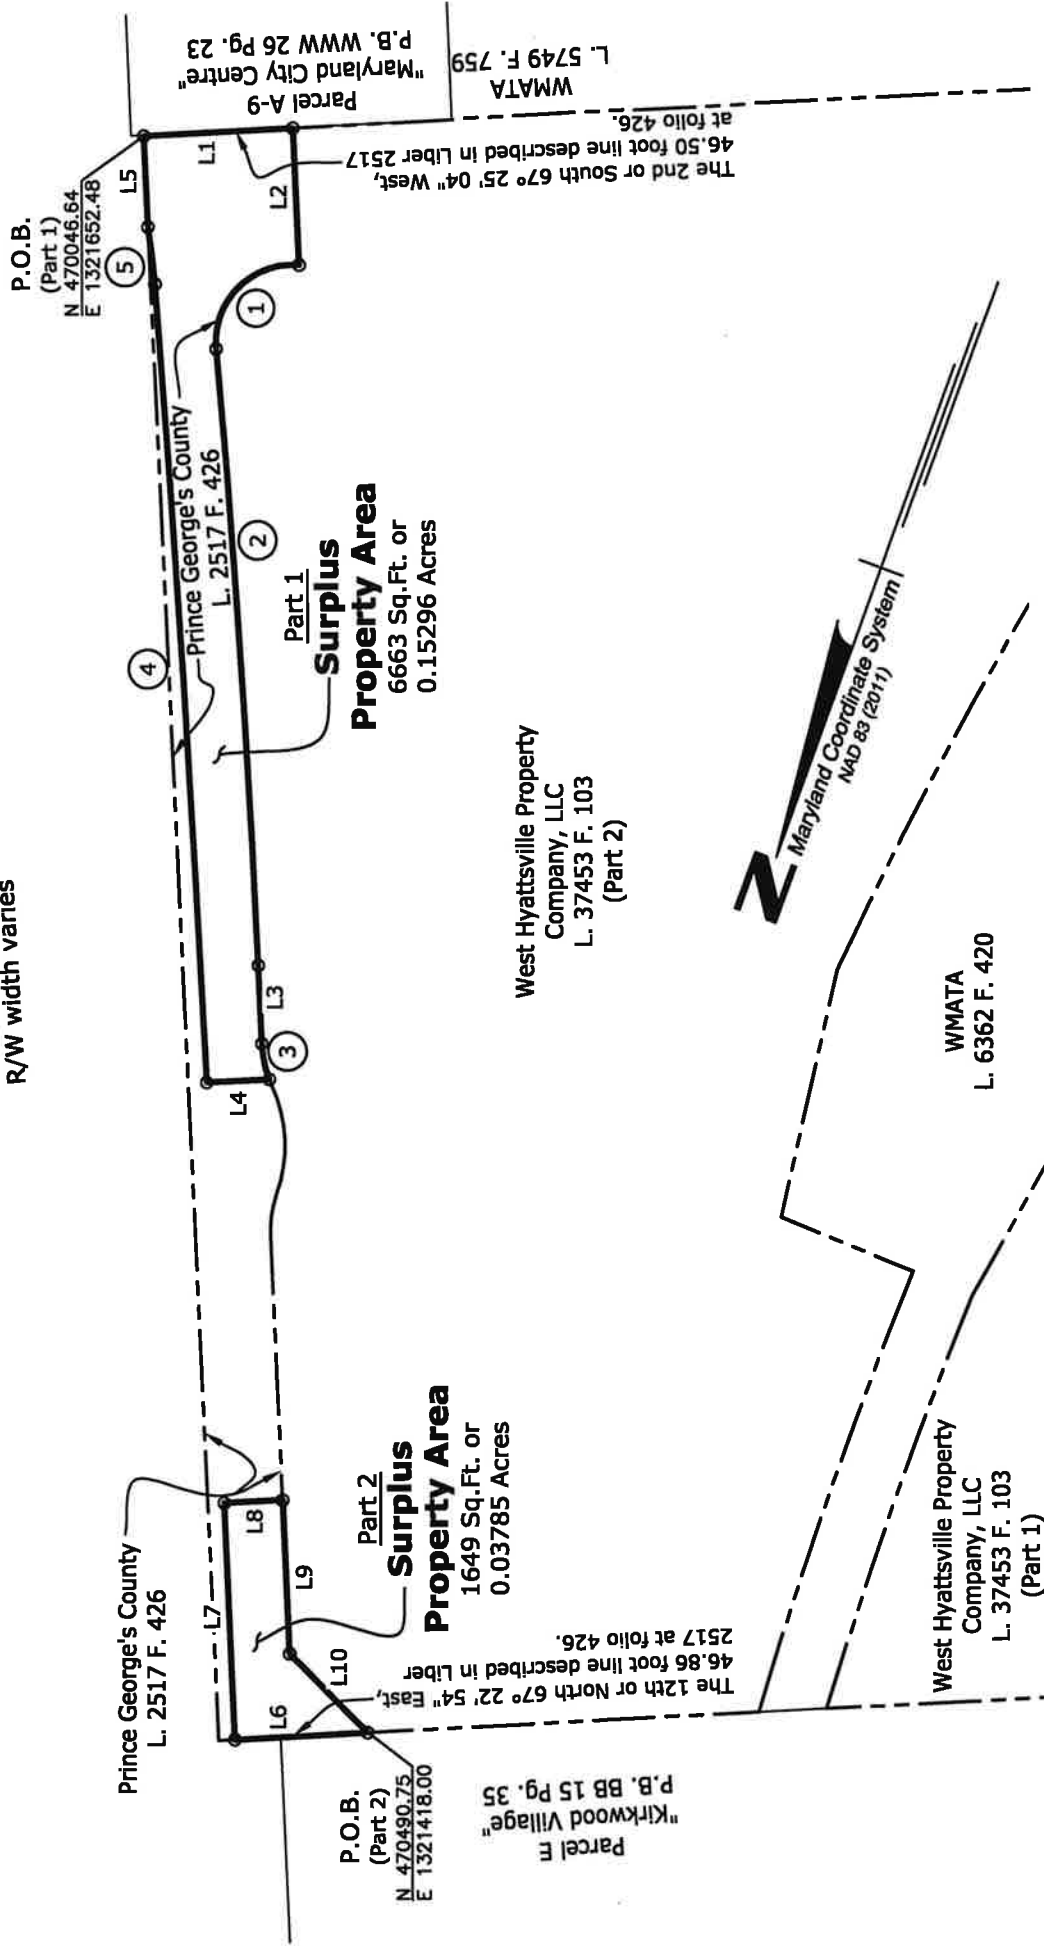 R/W width varies
P.O.B.
(Part 1)
N 470046.64
E 1321652.48
L5
5
L1
L2
1
Parcel A-9
"Maryland City Centre"
P.B. WWW 26 Pg. 23
WMATA
L. 5749 F. 759
The 2nd or South 67° 25' 04" West,
46.50 foot line described in Liber 2517
at folio 426.
4
Prince George's County
L. 2517 F. 426
2
Part 1
Surplus
Property Area
6663 Sq.Ft. or
0.15296 Acres
L3
3
L4
West Hyattsville Property
Company, LLC
L. 37453 F. 103
(Part 2)
N
Maryland Coordinate System
NAD 83 (2011)
WMATA
L. 6362 F. 420
Prince George's County
L. 2517 F. 426
L7
L8
L9
L10
L6
Part 2
Surplus
Property Area
1649 Sq.Ft. or
0.03785 Acres
The 12th or North 67° 22' 54" East,
46.86 foot line described in Liber
2517 at folio 426.
P.O.B.
(Part 2)
N 470490.75
E 1321418.00
Parcel E
"Kirkwood Village"
P.B. BB 15 Pg. 35
West Hyattsville Property
Company, LLC
L. 37453 F. 103
(Part 1)